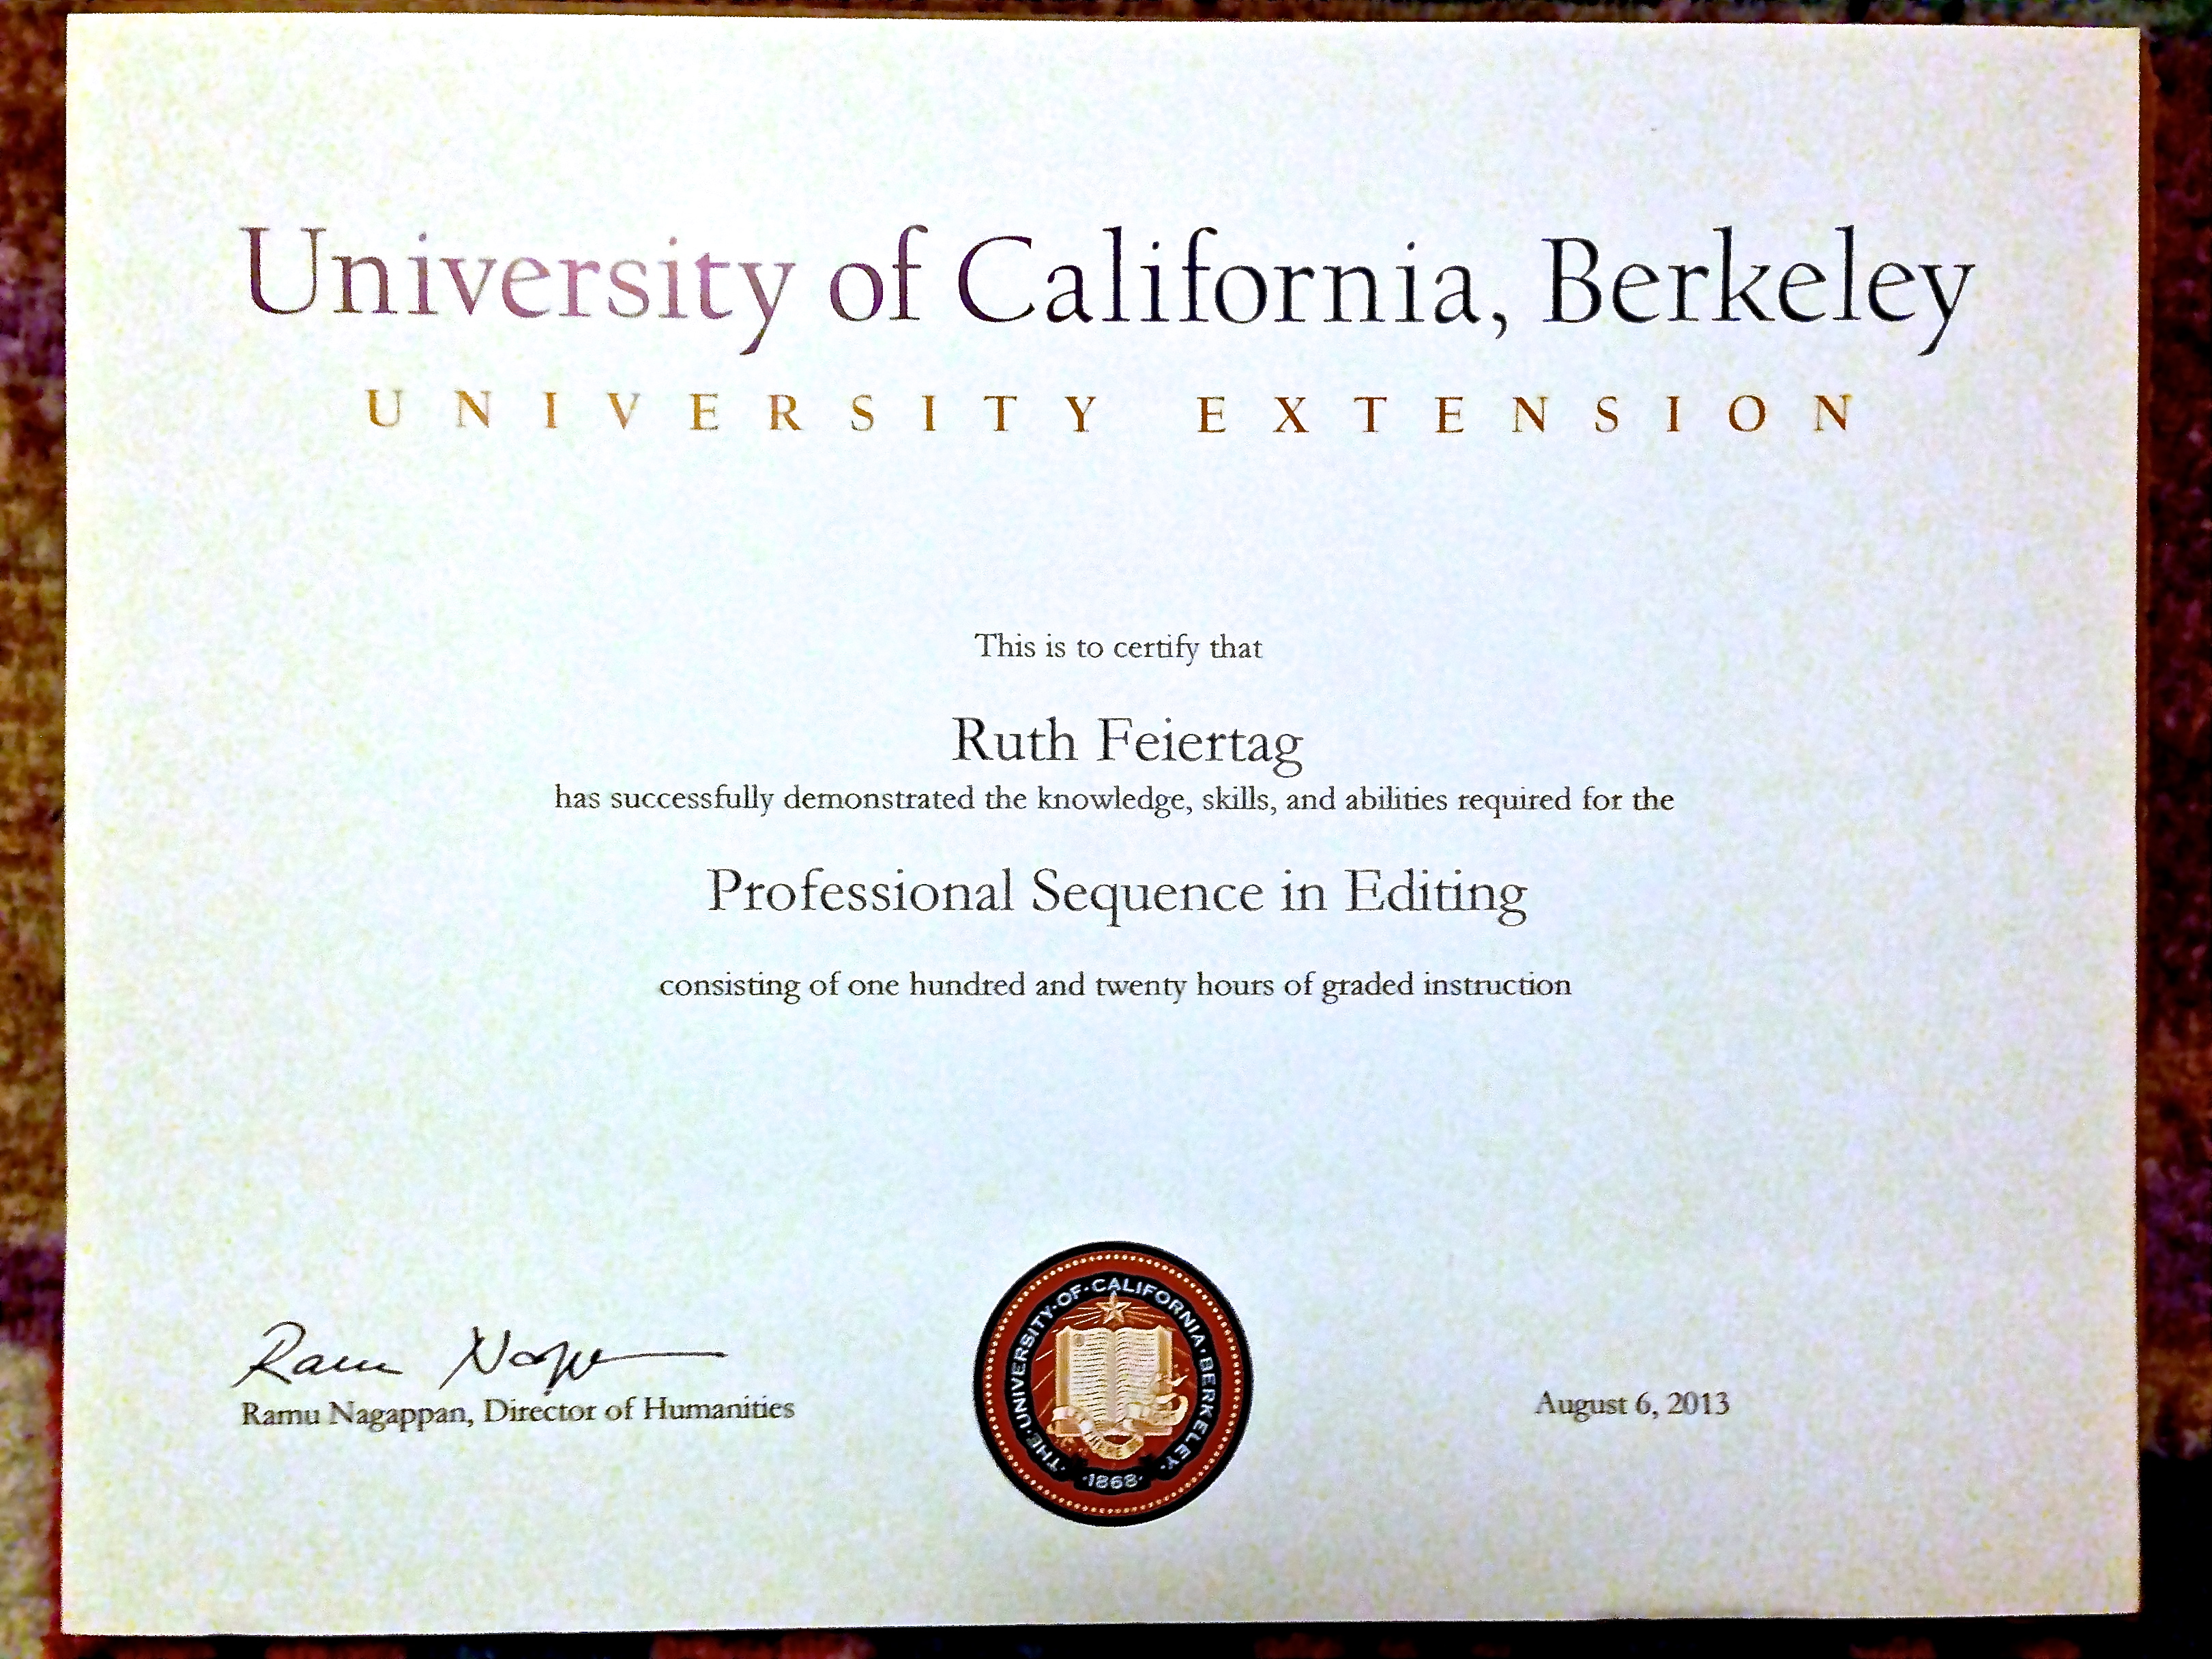 University of California, Berkeley
UNIVERSITY EXTENSION
This is to certify that
Ruth Feiertag
has successfully demonstrated the knowledge, skills, and abilities required for the
Professional Sequence in Editing
consisting of one hundred and twenty hours of graded instruction
Ramu Nagappan, Director of Humanities
THE·UNIVERSITY·OF·CALIFORNIA·BERKELEY
·1868·
August 6, 2013